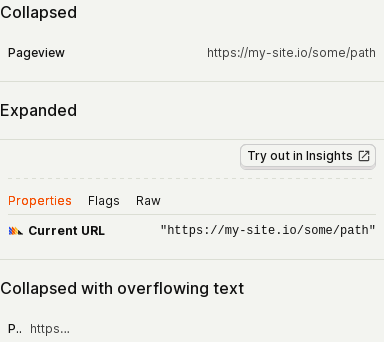 Collapsed
Pageview https://my-site.io/some/path
Expanded
Try out in Insights
Properties Flags Raw
Current URL "https://my-site.io/some/path"
Collapsed with overflowing text
P.. https...